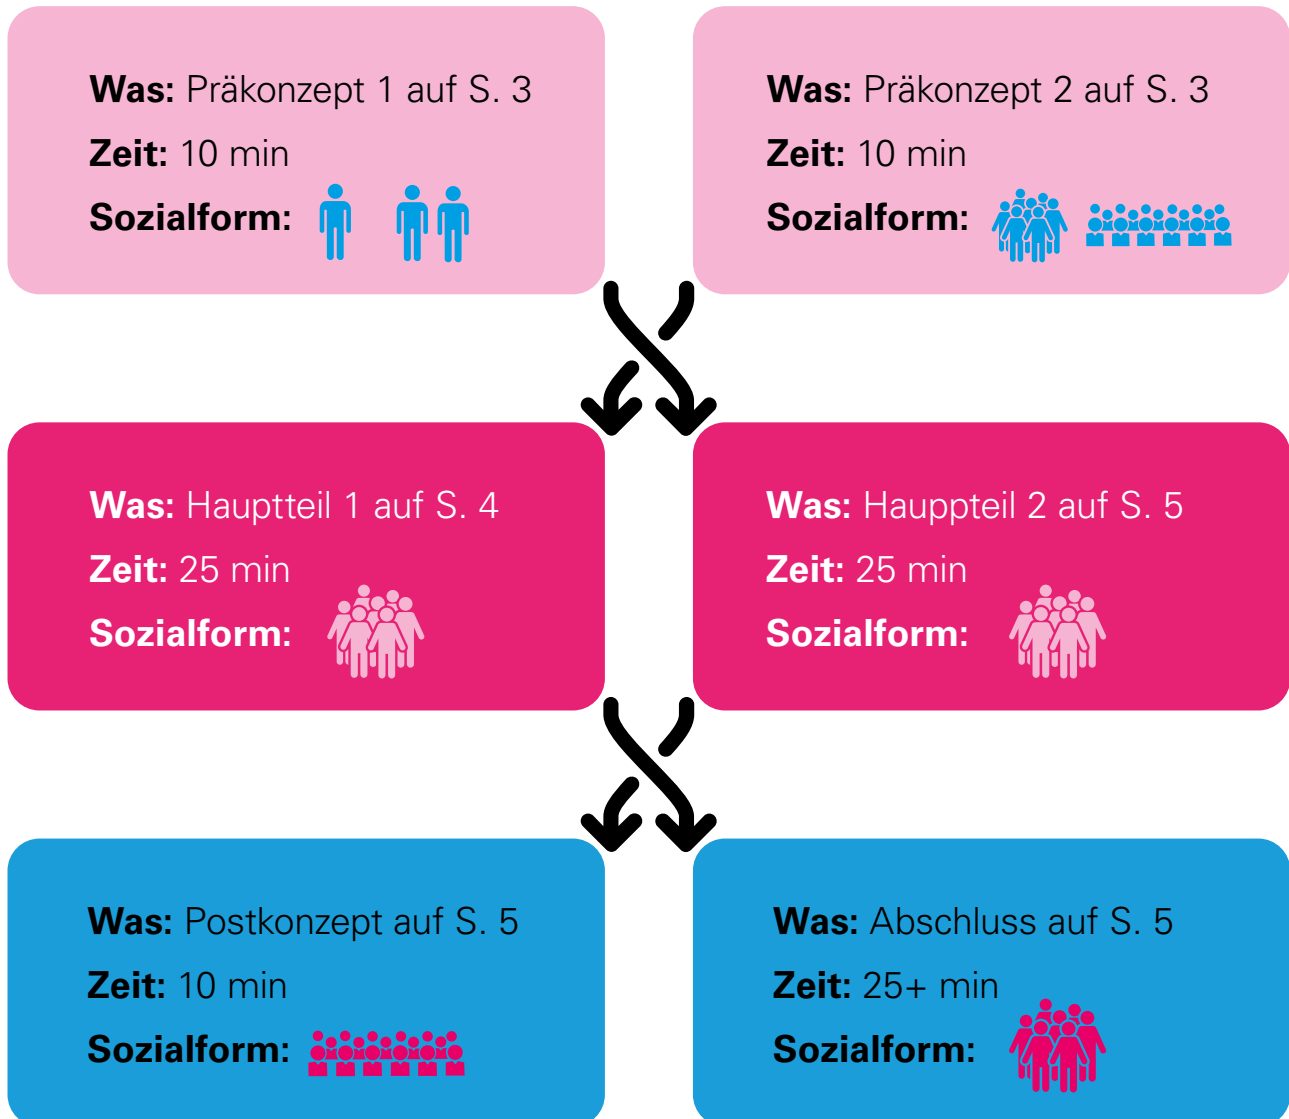 Was: Präkonzept 1 auf S. 3
Zeit: 10 min
Sozialform:
Was: Präkonzept 2 auf S. 3
Zeit: 10 min
Sozialform:
Was: Hauptteil 1 auf S. 4
Zeit: 25 min
Sozialform:
Was: Hauppteil 2 auf S. 5
Zeit: 25 min
Sozialform:
Was: Postkonzept auf S. 5
Zeit: 10 min
Sozialform:
Was: Abschluss auf S. 5
Zeit: 25+ min
Sozialform: